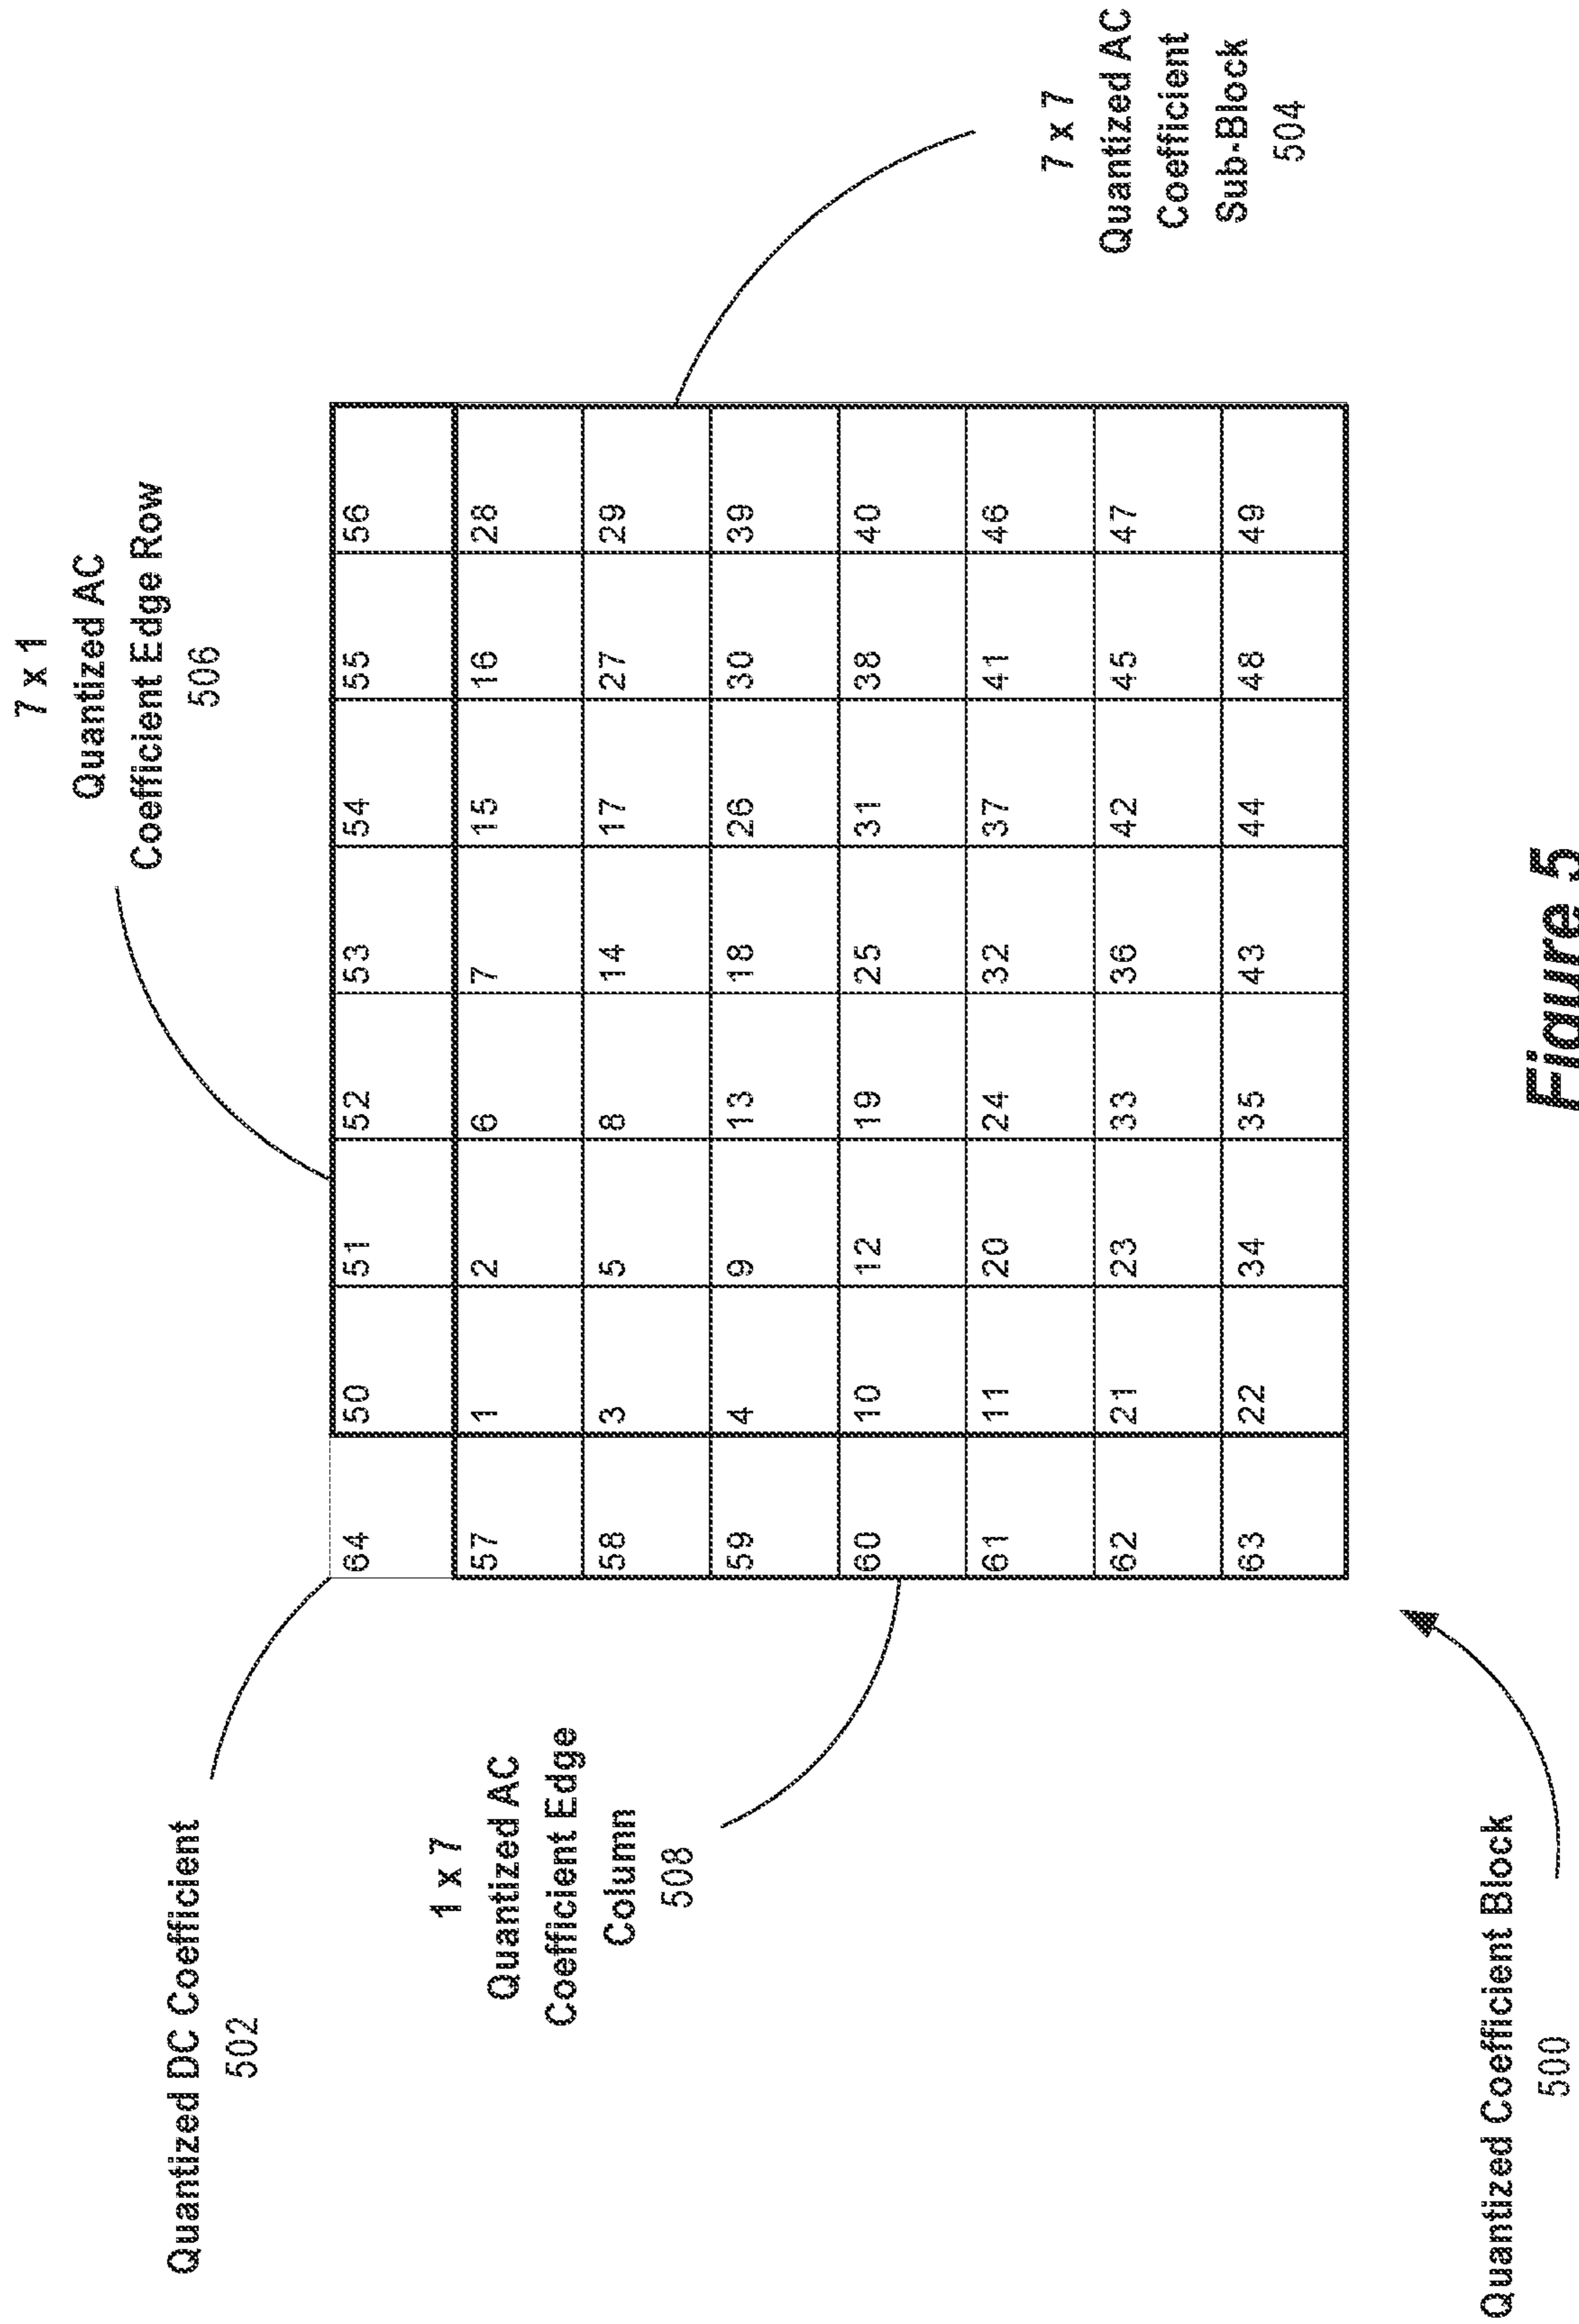 7 x 1
Quantized AC
Coefficient Edge Row
506
Quantized DC Coefficient
502
64 50 51 52 53 54 55 56
57 1 2 6 7 15 16 28
58 3 5 8 14 17 27 29
59 4 9 13 18 26 30 39
60 10 12 19 25 31 38 40
61 11 20 24 32 37 41 46
62 21 23 33 36 42 45 47
63 22 34 35 43 44 48 49
1 x 7
Quantized AC
Coefficient Edge
Column
508
7 x 7
Quantized AC
Coefficient
Sub-Block
504
Quantized Coefficient Block
500
Figure 5